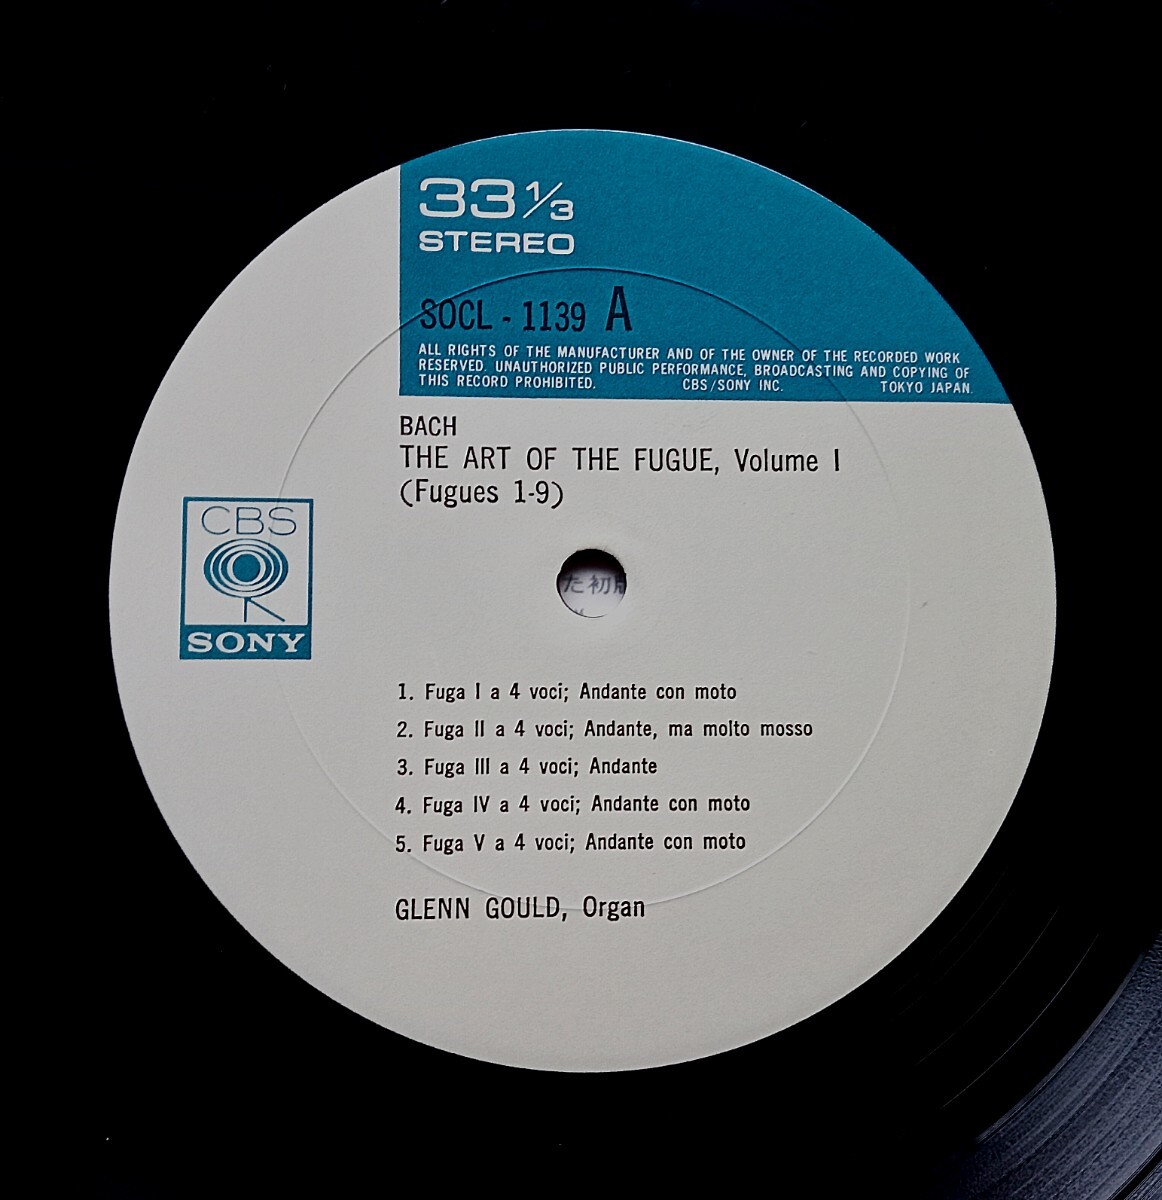 33 1/3
STEREO
SOCL - 1139 A
ALL RIGHTS OF THE MANUFACTURER AND OF THE OWNER OF THE RECORDED WORK
RESERVED. UNAUTHORIZED PUBLIC PERFORMANCE, BROADCASTING AND COPYING OF
THIS RECORD PROHIBITED. CBS/SONY INC. TOKYO JAPAN.
BACH
THE ART OF THE FUGUE, Volume I
(Fugues 1-9)
CBS
SONY
た初
1. Fuga I a 4 voci; Andante con moto
2. Fuga II a 4 voci; Andante, ma molto mosso
3. Fuga III a 4 voci; Andante
4. Fuga IV a 4 voci; Andante con moto
5. Fuga V a 4 voci; Andante con moto
GLENN GOULD, Organ